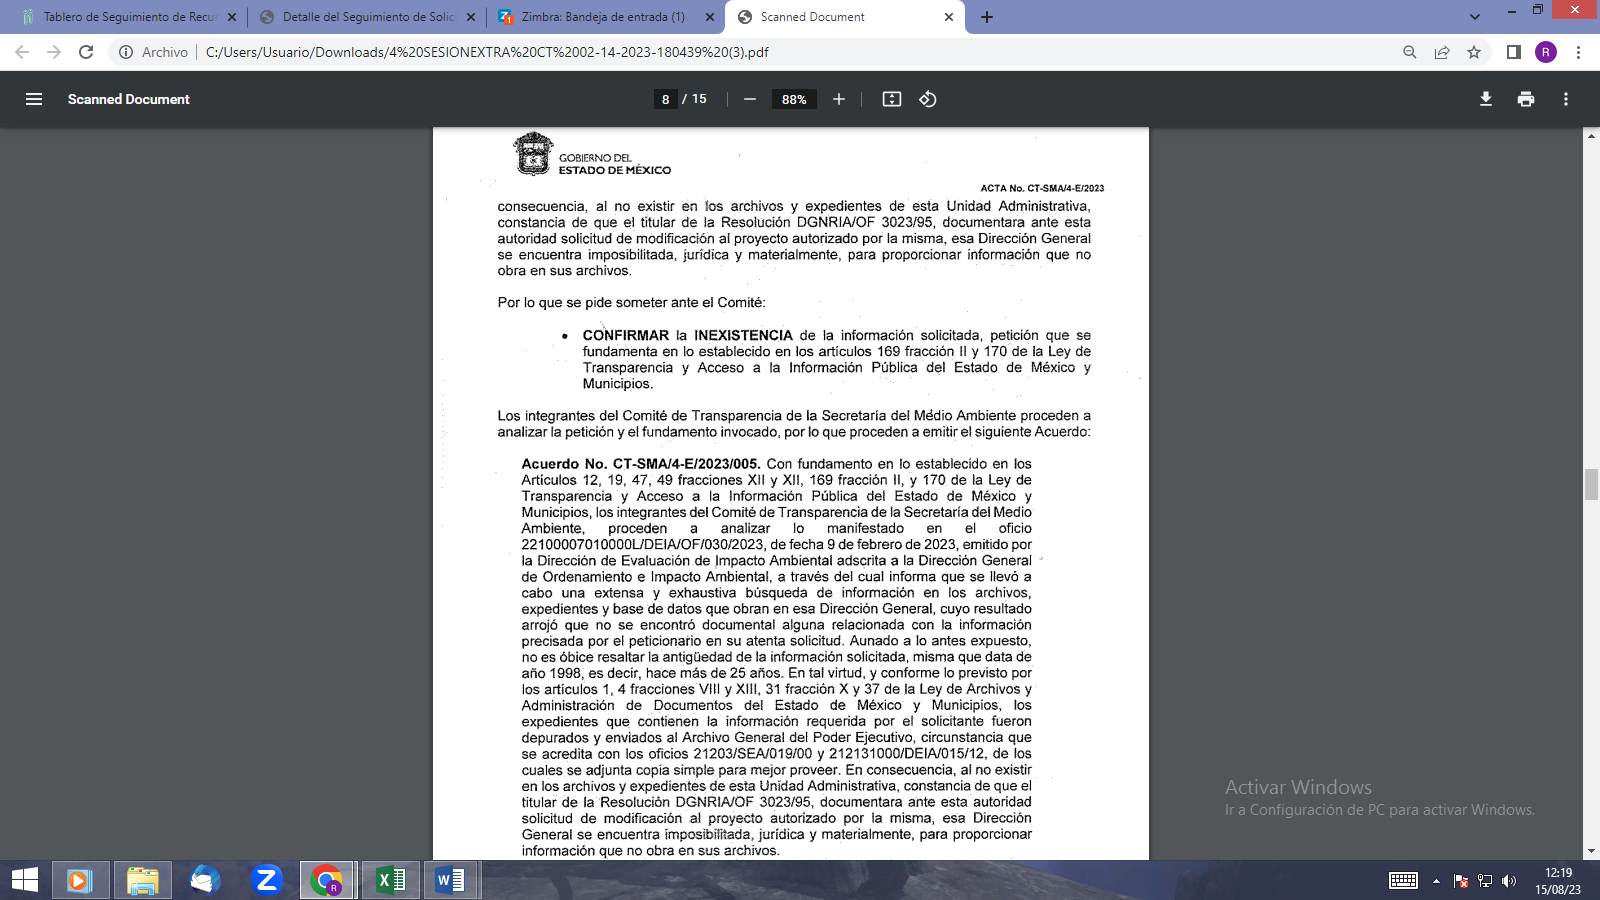 Tablero de Seguimiento de Recur
Detalle del Seguimiento de Solici
Zimbra: Bandeja de entrada (1)
Scanned Document
Archivo
C:/Users/Usuario/Downloads/4%20SESIONEXTRA%20CT%2002-14-2023-180439%20(3).pdf
R
Scanned Document
8 / 15
88%
GOBIERNO DEL
ESTADO DE MÉXICO
ACTA No. CT-SMA/4-E/2023
consecuencia, al no existir en los archivos y expedientes de esta Unidad Administrativa,
constancia de que el titular de la Resolución DGNRIA/OF 3023/95, documentara ante esta
autoridad solicitud de modificación al proyecto autorizado por la misma, esa Dirección General
se encuentra imposibilitada, jurídica y materialmente, para proporcionar información que no
obra en sus archivos.
Por lo que se pide someter ante el Comité:
• CONFIRMAR la INEXISTENCIA de la información solicitada, petición que se
fundamenta en lo establecido en los artículos 169 fracción II y 170 de la Ley de
Transparencia y Acceso a la Información Pública del Estado de México y
Municipios.
Los integrantes del Comité de Transparencia de la Secretaría del Medio Ambiente proceden a
analizar la petición y el fundamento invocado, por lo que proceden a emitir el siguiente Acuerdo:
Acuerdo No. CT-SMA/4-E/2023/005. Con fundamento en lo establecido en los
Artículos 12, 19, 47, 49 fracciones XII y XII, 169 fracción II, y 170 de la Ley de
Transparencia y Acceso a la Información Pública del Estado de México y
Municipios, los integrantes del Comité de Transparencia de la Secretaría del Medio
Ambiente, proceden a analizar lo manifestado en el oficio
22100007010000L/DEIA/OF/030/2023, de fecha 9 de febrero de 2023, emitido por
la Dirección de Evaluación de Impacto Ambiental adscrita a la Dirección General
de Ordenamiento e Impacto Ambiental, a través del cual informa que se llevó a
cabo una extensa y exhaustiva búsqueda de información en los archivos,
expedientes y base de datos que obran en esa Dirección General, cuyo resultado
arrojó que no se encontró documental alguna relacionada con la información
precisada por el peticionario en su atenta solicitud. Aunado a lo antes expuesto,
no es óbice resaltar la antigüedad de la información solicitada, misma que data de
año 1998, es decir, hace más de 25 años. En tal virtud, y conforme lo previsto por
los artículos 1, 4 fracciones VIII y XIII, 31 fracción X y 37 de la Ley de Archivos y
Administración de Documentos del Estado de México y Municipios, los
expedientes que contienen la información requerida por el solicitante fueron
depurados y enviados al Archivo General del Poder Ejecutivo, circunstancia que
se acredita con los oficios 21203/SEA/019/00 y 212131000/DEIA/015/12, de los
cuales se adjunta copia simple para mejor proveer. En consecuencia, al no existir
en los archivos y expedientes de esta Unidad Administrativa, constancia de que el
titular de la Resolución DGNRIA/OF 3023/95, documentara ante esta autoridad
solicitud de modificación al proyecto autorizado por la misma, esa Dirección
General se encuentra imposibilitada, jurídica y materialmente, para proporcionar
información que no obra en sus archivos.
Activar Windows
Ir a Configuración de PC para activar Windows.
12:19
15/08/23